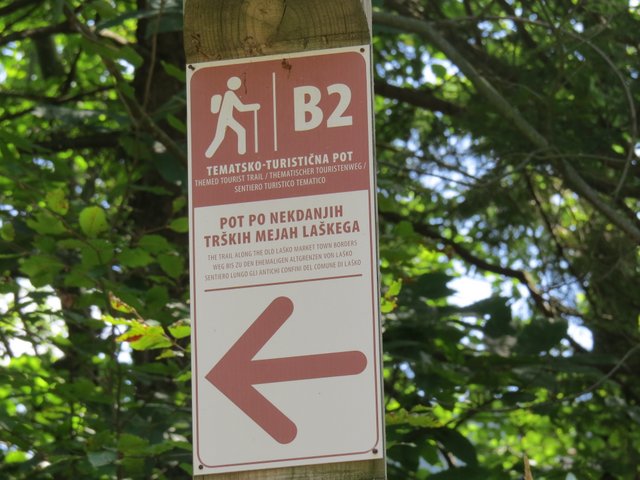 B2
TEMATSKO-TURISTIČNA POT
THEMED TOURIST TRAIL / THEMATISCHER TOURISTENWEG /
SENTIERO TURISTICO TEMATICO
POT PO NEKDANJIH
TRŠKIH MEJAH LAŠKEGA
THE TRAIL ALONG THE OLD LAŠKO MARKET TOWN BORDERS
WEG BIS ZU DEN EHEMALIGEN ALTGRENZEN VON LAŠKO
SENTIERO LUNGO GLI ANTICHI CONFINI DEL COMUNE DI LAŠKO